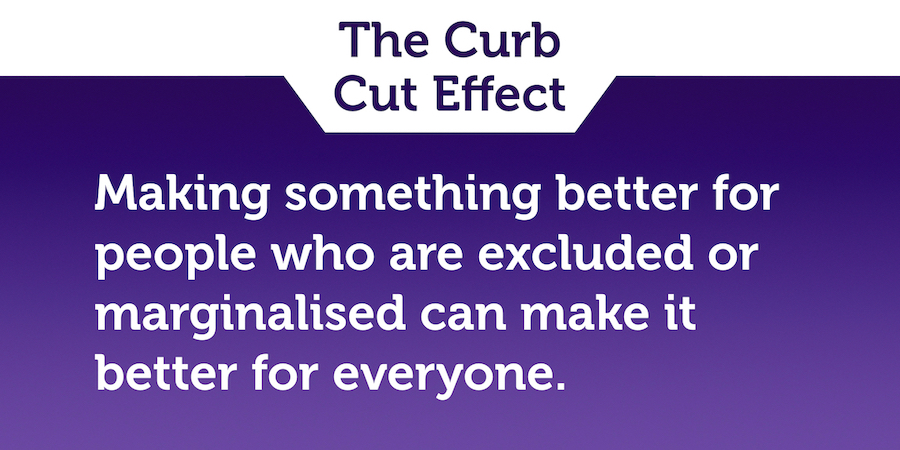 The Curb
Cut Effect
Making something better for
people who are excluded or
marginalised can make it
better for everyone.